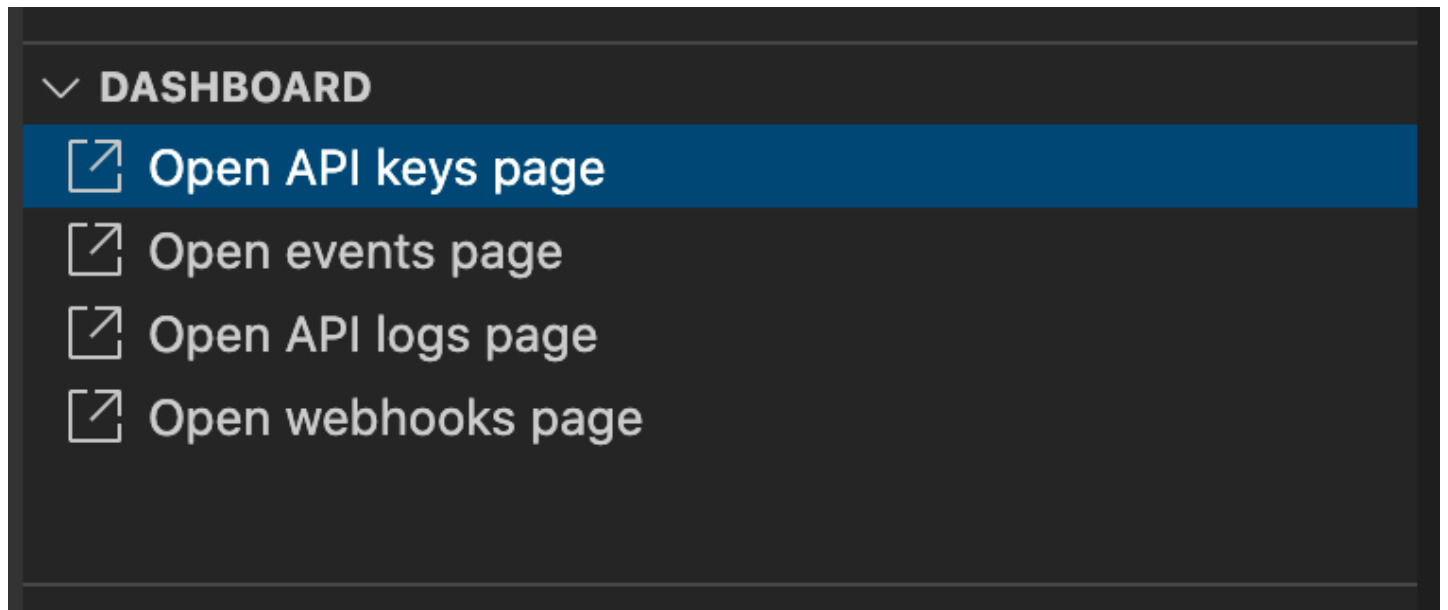 DASHBOARD
Open API keys page
Open events page
Open API logs page
Open webhooks page